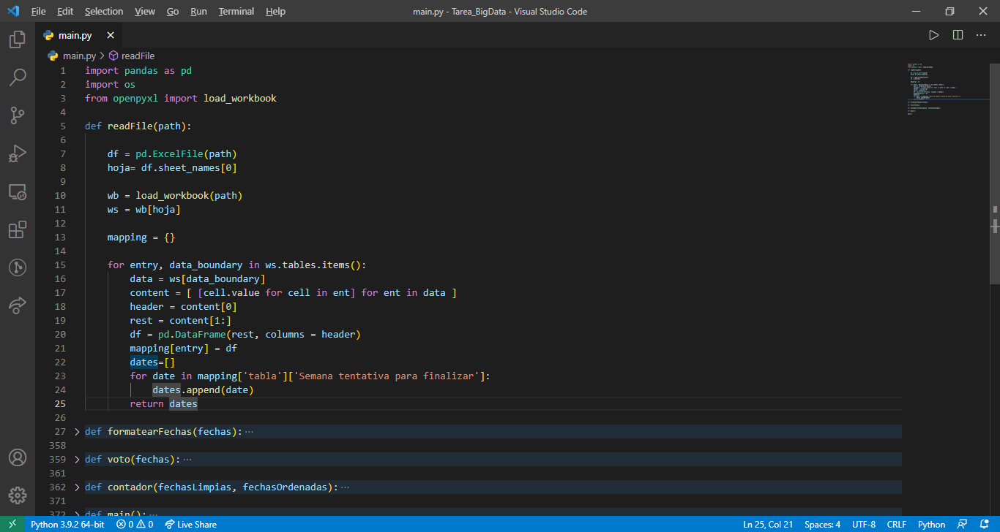 File Edit Selection View Go Run Terminal Help main.py - Tarea_BigData - Visual Studio Code
main.py
main.py > readFile
1 import pandas as pd
2 import os
3 from openpyxl import load_workbook
4
5 def readFile(path):
6
7     df = pd.ExcelFile(path)
8     hoja= df.sheet_names[0]
9
10     wb = load_workbook(path)
11     ws = wb[hoja]
12
13     mapping = {}
14
15     for entry, data_boundary in ws.tables.items():
16         data = ws[data_boundary]
17         content = [ [cell.value for cell in ent] for ent in data ]
18         header = content[0]
19         rest = content[1:]
20         df = pd.DataFrame(rest, columns = header)
21         mapping[entry] = df
22         dates=[]
23         for date in mapping['tabla']['Semana tentativa para finalizar']:
24             dates.append(date)
25         return dates
26
27 def formatearFechas(fechas): ···
358
359 def voto(fechas): ···
361
362 def contador(fechasLimpias, fechasOrdenadas): ···
371
372 def main(): ···
Python 3.9.2 64-bit 0 0 Live Share Ln 25, Col 21 Spaces: 4 UTF-8 CRLF Python